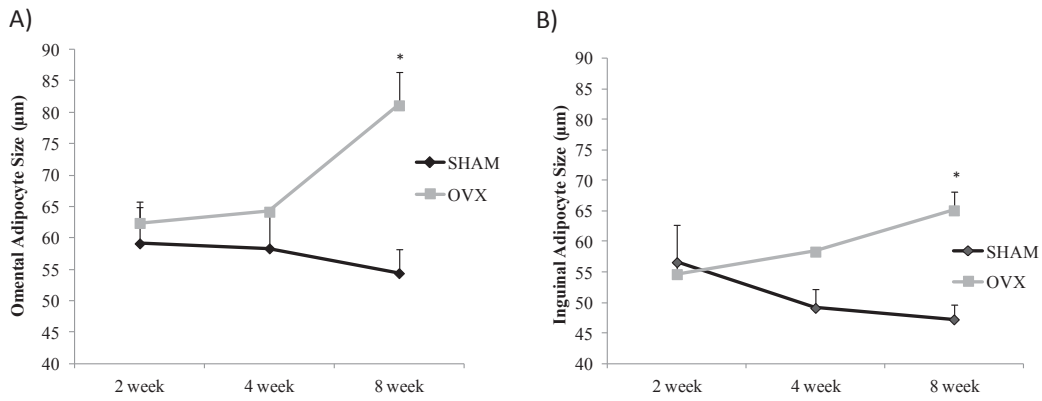 A)
Omental Adipocyte Size (µm)
90
85
80
75
70
65
60
55
50
45
40
*
SHAM
OVX
2 week
4 week
8 week
B)
Inguinal Adipocyte Size (µm)
90
85
80
75
70
65
60
55
50
45
40
*
SHAM
OVX
2 week
4 week
8 week